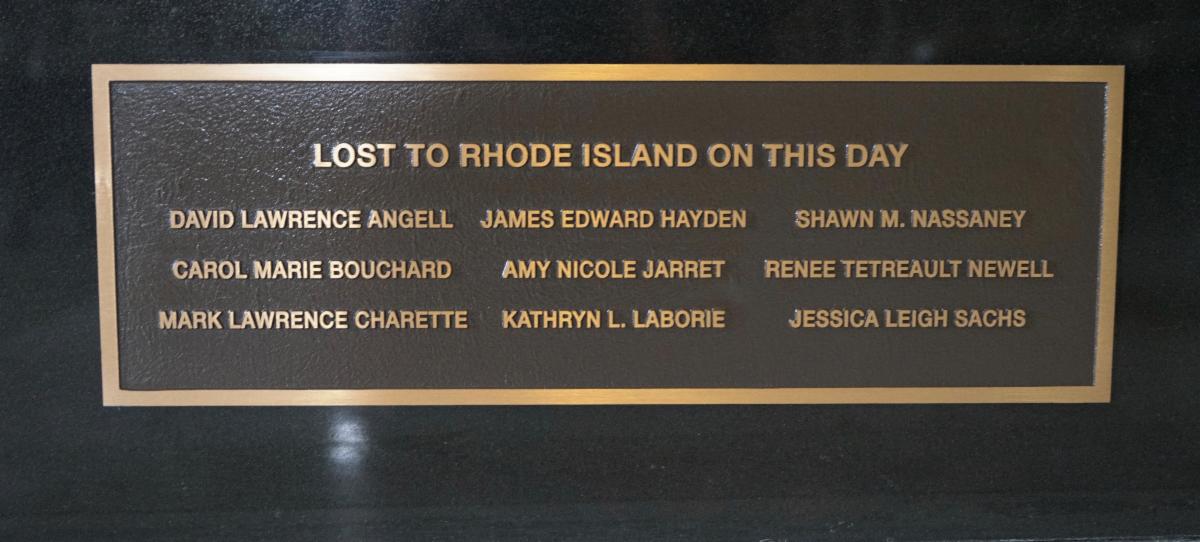 LOST TO RHODE ISLAND ON THIS DAY
DAVID LAWRENCE ANGELL JAMES EDWARD HAYDEN SHAWN M. NASSANEY
CAROL MARIE BOUCHARD AMY NICOLE JARRET RENEE TETREAULT NEWELL
MARK LAWRENCE CHARETTE KATHRYN L. LABORIE JESSICA LEIGH SACHS